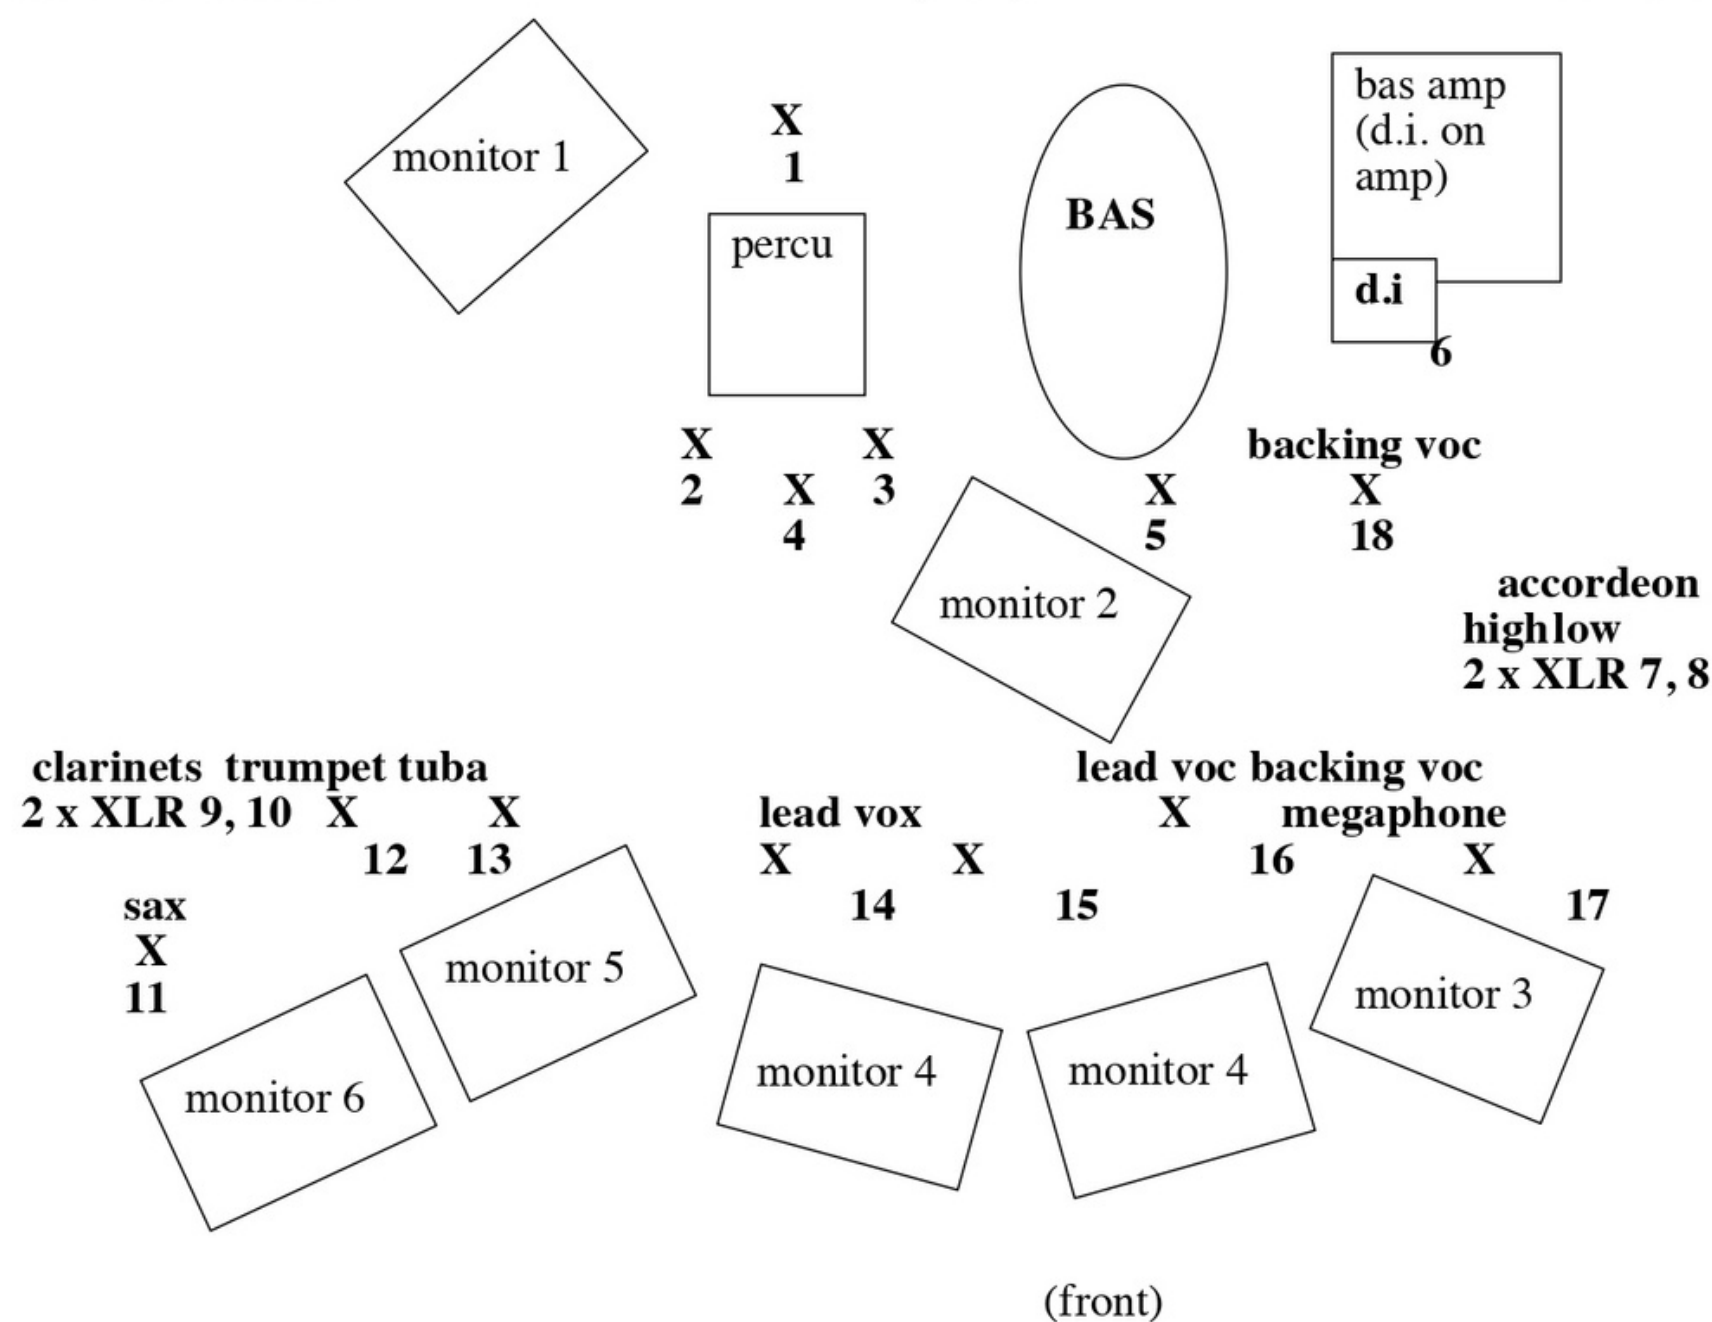 X
1
monitor 1
percu
BAS
bas amp
(d.i. on
amp)
d.i
6
X
2
X
4
X
3
X
5
backing voc
X
18
monitor 2
accordeon
highlow
2 x XLR 7, 8
clarinets trumpet tuba
2 x XLR 9, 10 X X
12 13
sax
X
11
lead vox
X X
14 15
lead voc backing voc
X megaphone
16 X
17
monitor 6
monitor 5
monitor 4
monitor 4
monitor 3
(front)